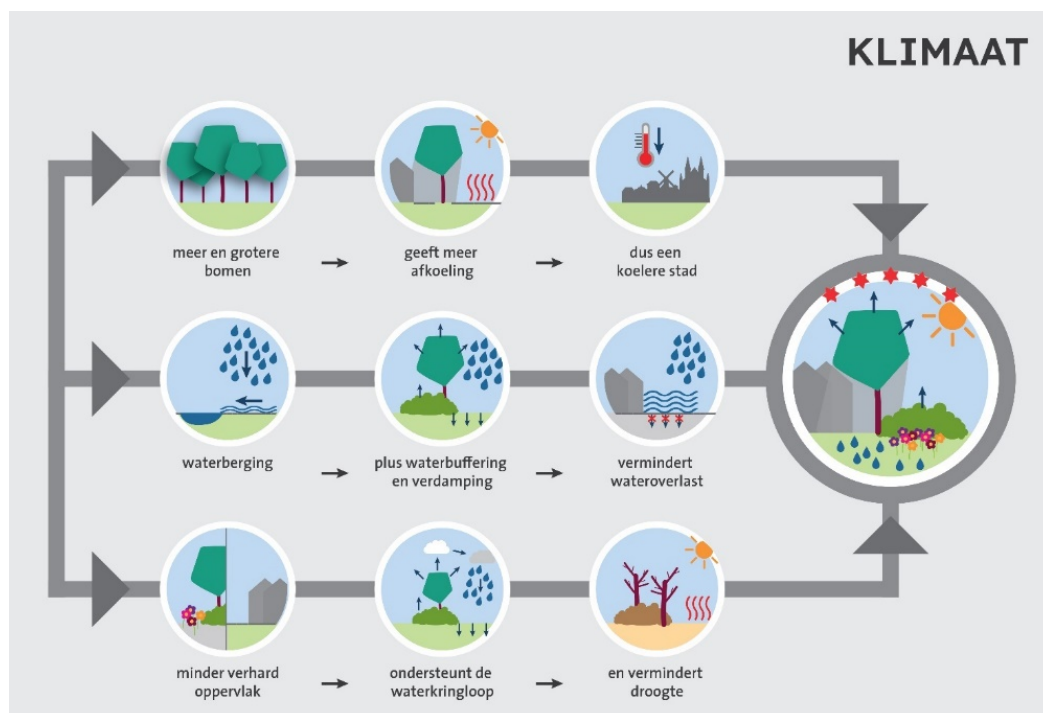 KLIMAAT
meer en grotere
bomen
geeft meer
afkoeling
dus een
koelere stad
waterberging
plus waterbuffering
en verdamping
vermindert
wateroverlast
minder verhard
oppervlak
ondersteunt de
waterkringloop
en vermindert
droogte